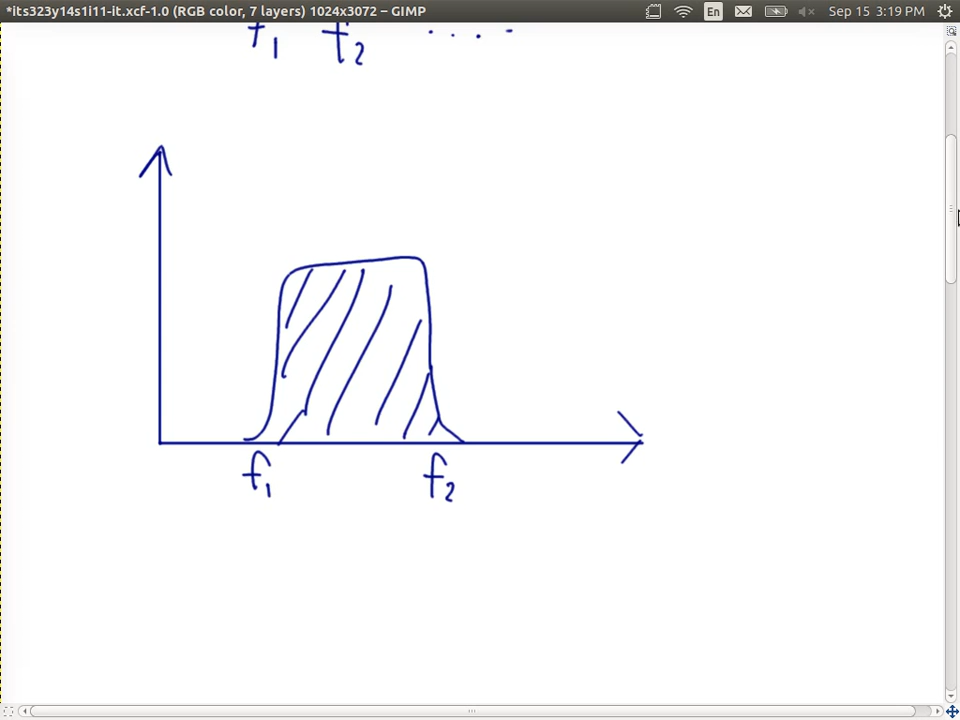 *its323y14s1i11-it.xcf-1.0 (RGB color, 7 layers) 1024x3072 – GIMP En Sep 15 3:19 PM
f₁ f₂ ....
f₁ f₂